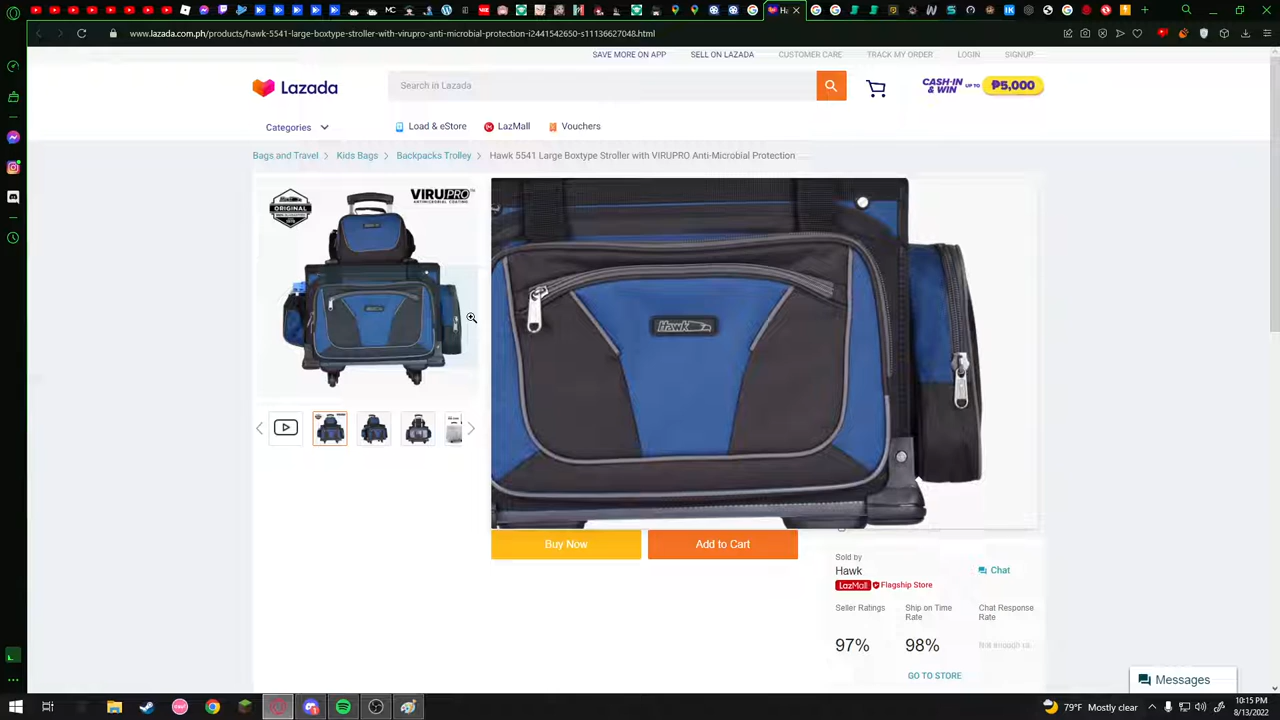 www.lazada.com.ph/products/hawk-5541-large-boxtype-stroller-with-virupro-anti-microbial-protection-i2441542650-s11136627048.html
SAVE MORE ON APP SELL ON LAZADA CUSTOMER CARE TRACK MY ORDER LOGIN SIGNUP
Lazada
Search in Lazada
CASH-IN & WIN UP TO ₱5,000
Categories
Load & eStore LazMall Vouchers
Bags and Travel Kids Bags Backpacks Trolley Hawk 5541 Large Boxtype Stroller with VIRUPRO Anti-Microbial Protection
ORIGINAL
VIRUPRO
ANTIMICROBIAL COATING
Hawk
Buy Now Add to Cart
Sold by
Hawk
Chat
LazMall Flagship Store
Seller Ratings
Ship on Time Rate
Chat Response Rate
97% 98%
GO TO STORE
Messages
79°F Mostly clear
10:15 PM
8/13/2022